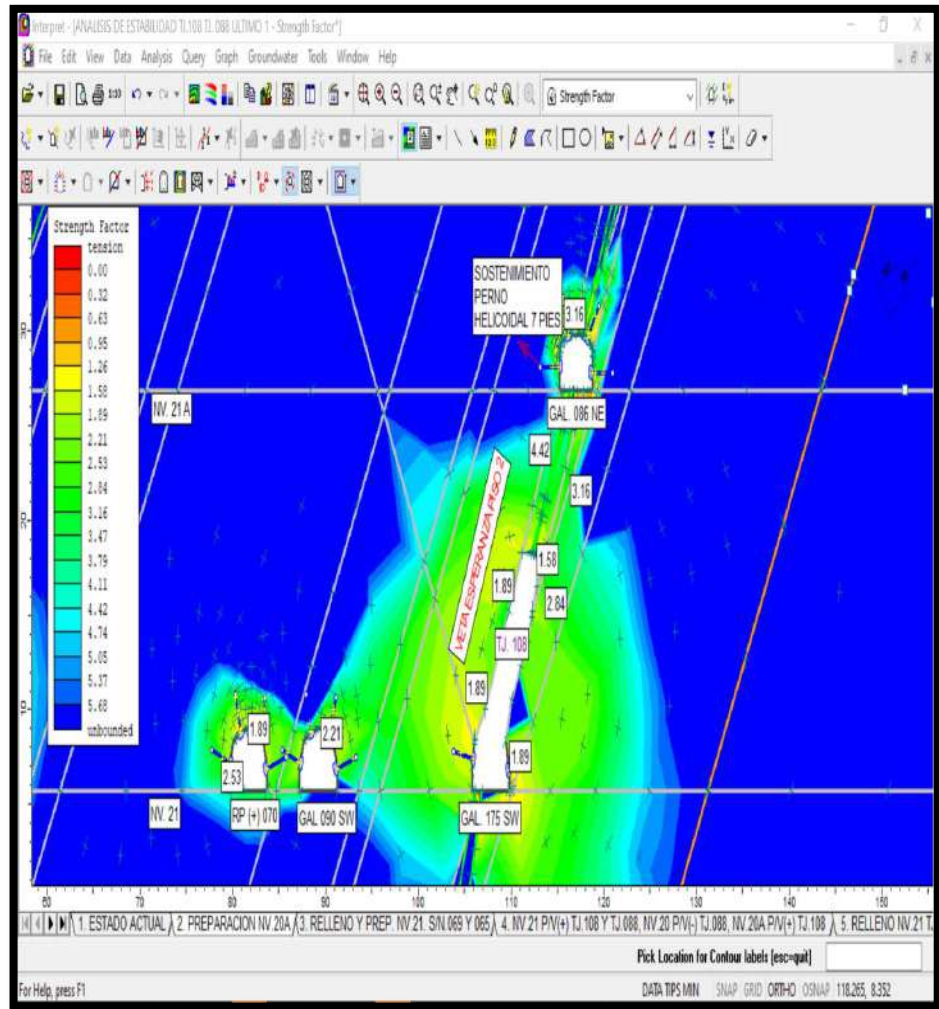 Interpret - [ANALISIS DE ESTABILIDAD TJ.108 TJ. 088 ULTIMO 1 - Strength Factor*]
File Edit View Data Analysis Query Graph Groundwater Tools Window Help
Strength Factor
Strength Factor
tension
0.00
0.32
0.63
0.95
1.26
1.58
1.89
2.21
2.53
2.84
3.16
3.47
3.79
4.11
4.42
4.74
5.05
5.37
5.68
unbounded
SOSTENIMIENTO
PERNO
HELICOIDAL 7 PIES
3.16
30
NV. 21 A
GAL. 086 NE
4.42
3.16
20
VETA ESPERANZA PISO 2
1.58
1.89
2.84
TJ. 108
1.89
10
1.89
2.21
1.89
2.53
NV. 21
RP (+) 070
GAL 090 SW
GAL. 175 SW
60 70 80 90 100 110 120 130 140 150
1. ESTADO ACTUAL 2. PREPARACION NV 20A 3. RELLENO Y PREP. NV 21. S/N 069 Y 065 4. NV 21 P/V(+) TJ.108 Y TJ.088, NV 20 P/V(-) TJ.088, NV 20A P/V(+) TJ.108 5. RELLENO NV 21 T
Pick Location for Contour labels [esc=quit]
For Help, press F1
DATA TIPS MIN SNAP GRID ORTHO OSNAP 118.265, 8.352